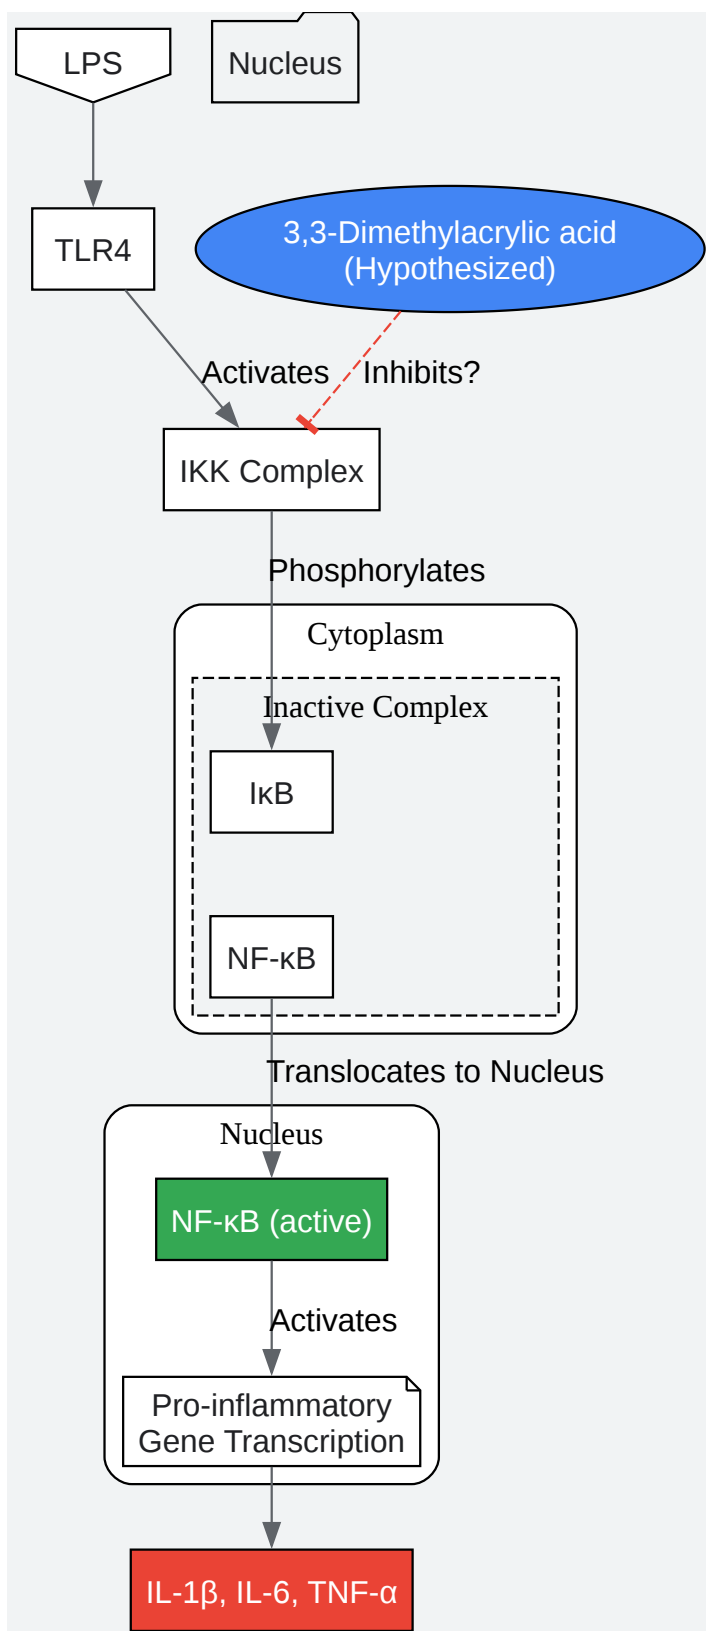 LPS
Nucleus
TLR4
3,3-Dimethylacrylic acid
(Hypothesized)
Activates
Inhibits?
IKK Complex
Phosphorylates
Cytoplasm
Inactive Complex
IκB
NF-κB
Translocates to Nucleus
Nucleus
NF-κB (active)
Activates
Pro-inflammatory
Gene Transcription
IL-1β, IL-6, TNF-α